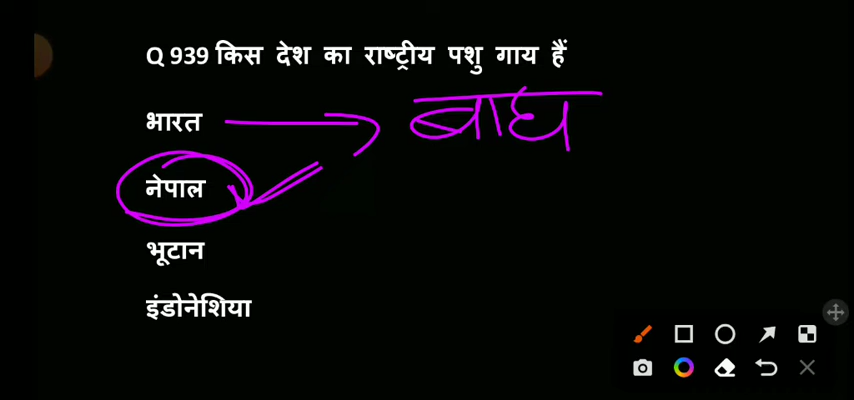 Q 939 किस देश का राष्ट्रीय पशु गाय हैं
भारत बाघ
नेपाल
भूटान
इंडोनेशिया